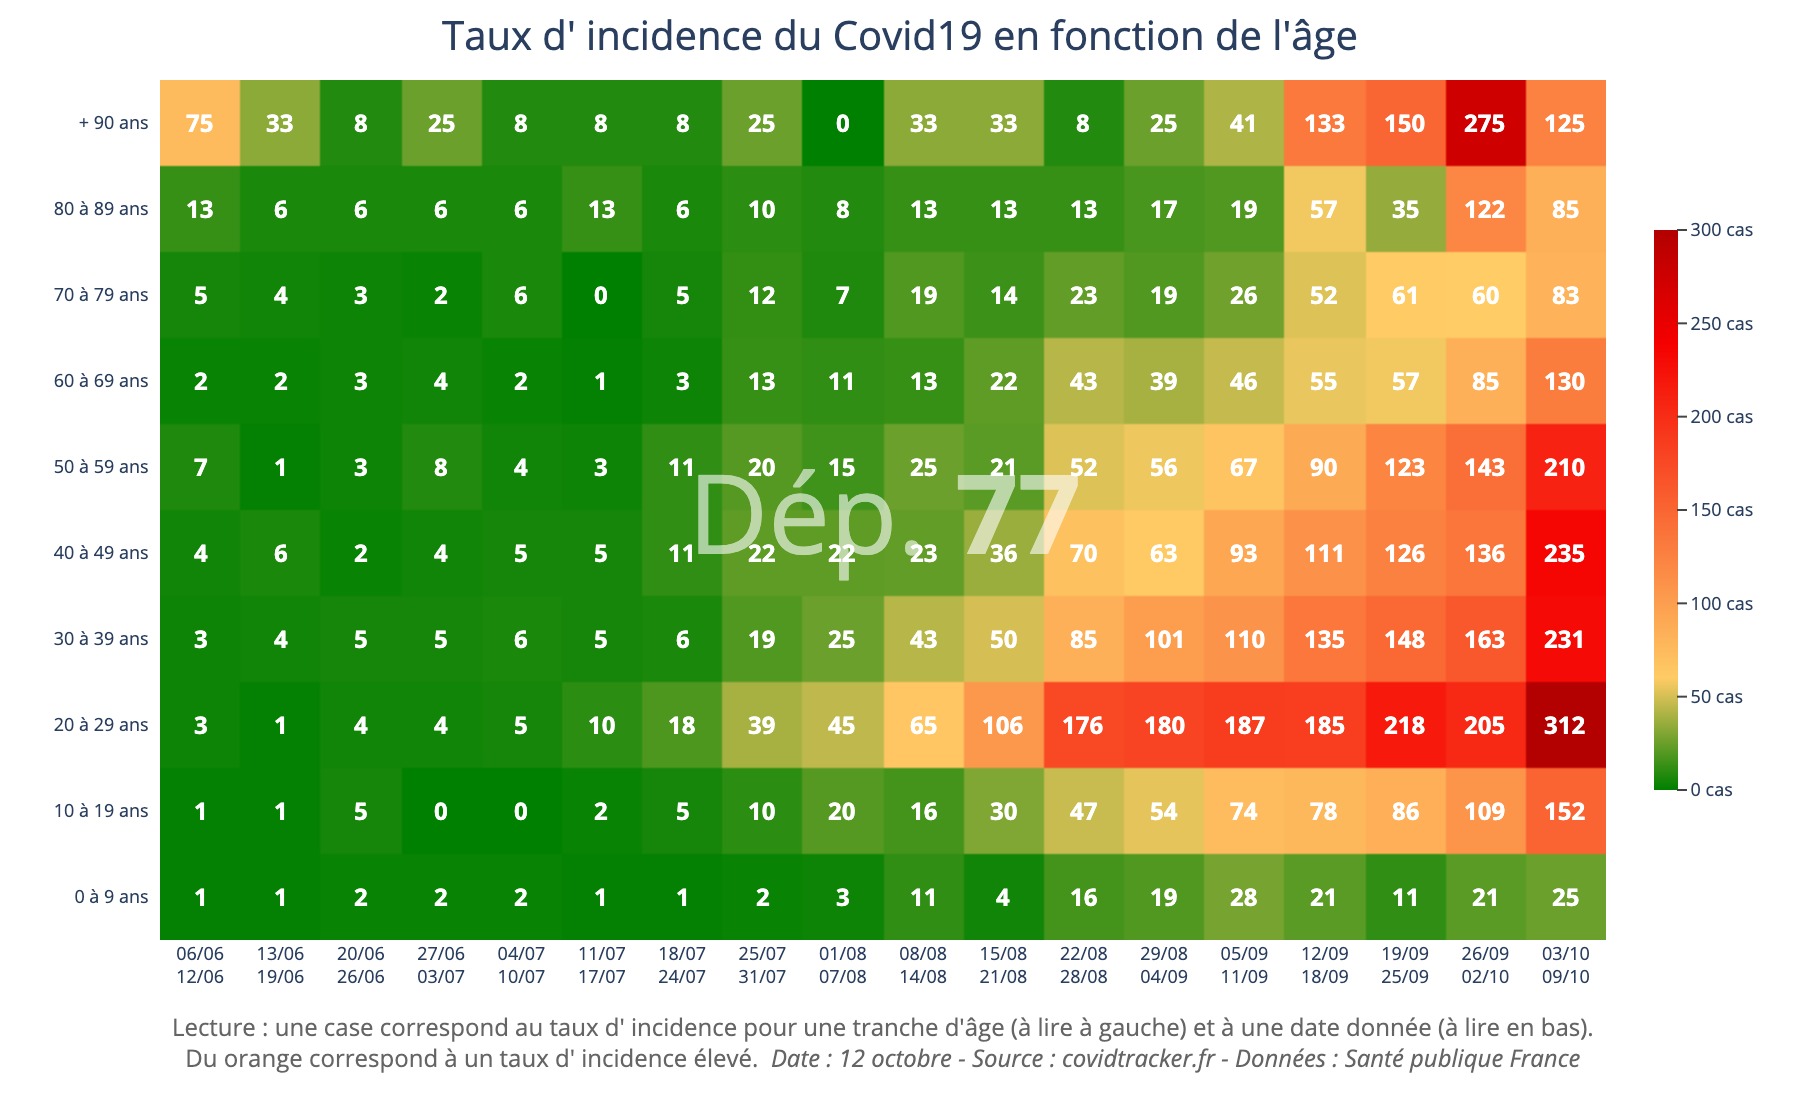 Taux d' incidence du Covid19 en fonction de l'âge
+ 90 ans 75 33 8 25 8 8 8 25 0 33 33 8 25 41 133 150 275 125
80 à 89 ans 13 6 6 6 6 13 6 10 8 13 13 13 17 19 57 35 122 85
70 à 79 ans 5 4 3 2 6 0 5 12 7 19 14 23 19 26 52 61 60 83
60 à 69 ans 2 2 3 4 2 1 3 13 11 13 22 43 39 46 55 57 85 130
50 à 59 ans 7 1 3 8 4 3 11 20 15 25 21 52 56 67 90 123 143 210
Dép. 77
40 à 49 ans 4 6 2 4 5 5 11 22 22 23 36 70 63 93 111 126 136 235
30 à 39 ans 3 4 5 5 6 5 6 19 25 43 50 85 101 110 135 148 163 231
20 à 29 ans 3 1 4 4 5 10 18 39 45 65 106 176 180 187 185 218 205 312
10 à 19 ans 1 1 5 0 0 2 5 10 20 16 30 47 54 74 78 86 109 152
0 à 9 ans 1 1 2 2 2 1 1 2 3 11 4 16 19 28 21 11 21 25
06/06 13/06 20/06 27/06 04/07 11/07 18/07 25/07 01/08 08/08 15/08 22/08 29/08 05/09 12/09 19/09 26/09 03/10
12/06 19/06 26/06 03/07 10/07 17/07 24/07 31/07 07/08 14/08 21/08 28/08 04/09 11/09 18/09 25/09 02/10 09/10
300 cas
250 cas
200 cas
150 cas
100 cas
50 cas
0 cas
Lecture : une case correspond au taux d' incidence pour une tranche d'âge (à lire à gauche) et à une date donnée (à lire en bas).
Du orange correspond à un taux d' incidence élevé. Date : 12 octobre - Source : covidtracker.fr - Données : Santé publique France